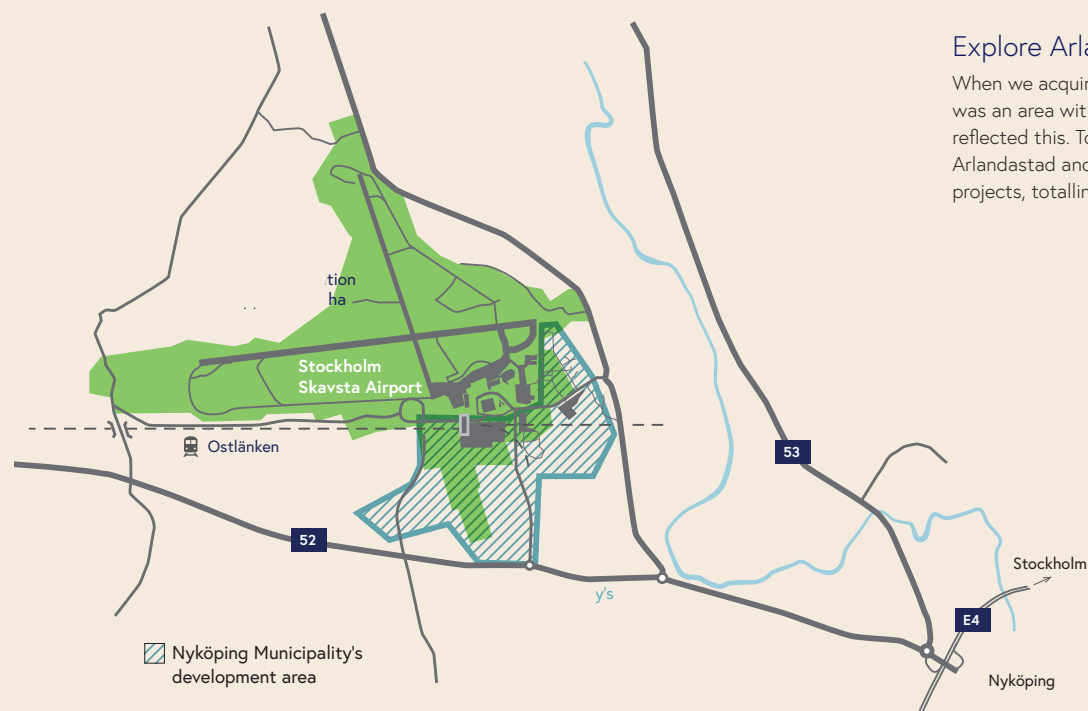 Explore Arla
When we acquir
was an area wit
reflected this. To
Arlandastad and
projects, totallin
tion
ha
Stockholm
Skavsta Airport
Ostlänken
53
52
Stockholm
y's
E4
Nyköping Municipality's
development area
Nyköping